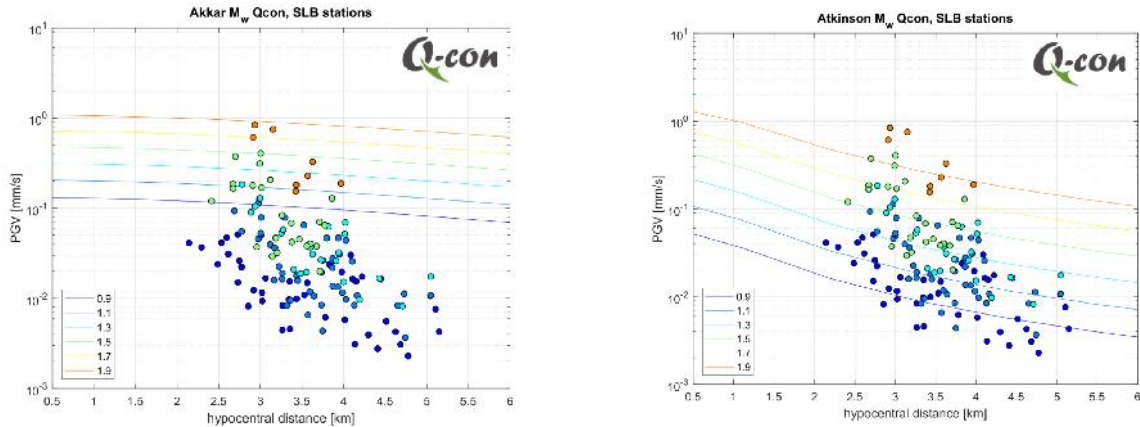 Akkar M_w Qcon, SLB stations
Q-con
10^1
10^0
10^-1
10^-2
10^-3
PGV [mm/s]
0.9
1.1
1.3
1.5
1.7
1.9
0.5 1 1.5 2 2.5 3 3.5 4 4.5 5 5.5 6
hypocentral distance [km]
Atkinson M_w Qcon, SLB stations
Q-con
10^1
10^0
10^-1
10^-2
10^-3
PGV [mm/s]
0.9
1.1
1.3
1.5
1.7
1.9
0.5 1 1.5 2 2.5 3 3.5 4 4.5 5 5.5 6
hypocentral distance [km]